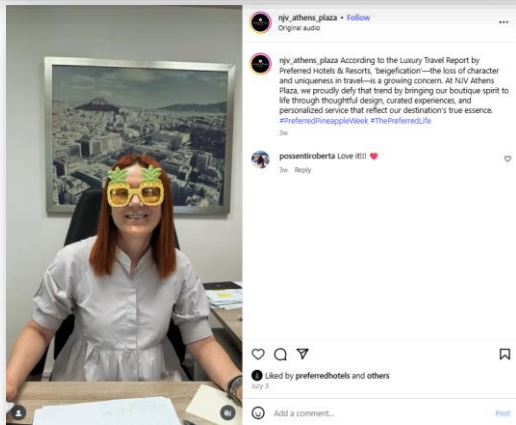 njv_athens_plaza • Follow
Original audio
njv_athens_plaza According to the Luxury Travel Report by
Preferred Hotels & Resorts, 'beigefication'—the loss of character
and uniqueness in travel—is a growing concern. At NJV Athens
Plaza, we proudly defy that trend by bringing our boutique spirit to
life through thoughtful design, curated experiences, and
personalized service that reflect our destination's true essence.
#PreferredPineappleWeek #ThePreferredLife
3w
possentiroberta Love it!!! ❤️
3w Reply
Liked by preferredhotels and others
July 3
Add a comment...
Post